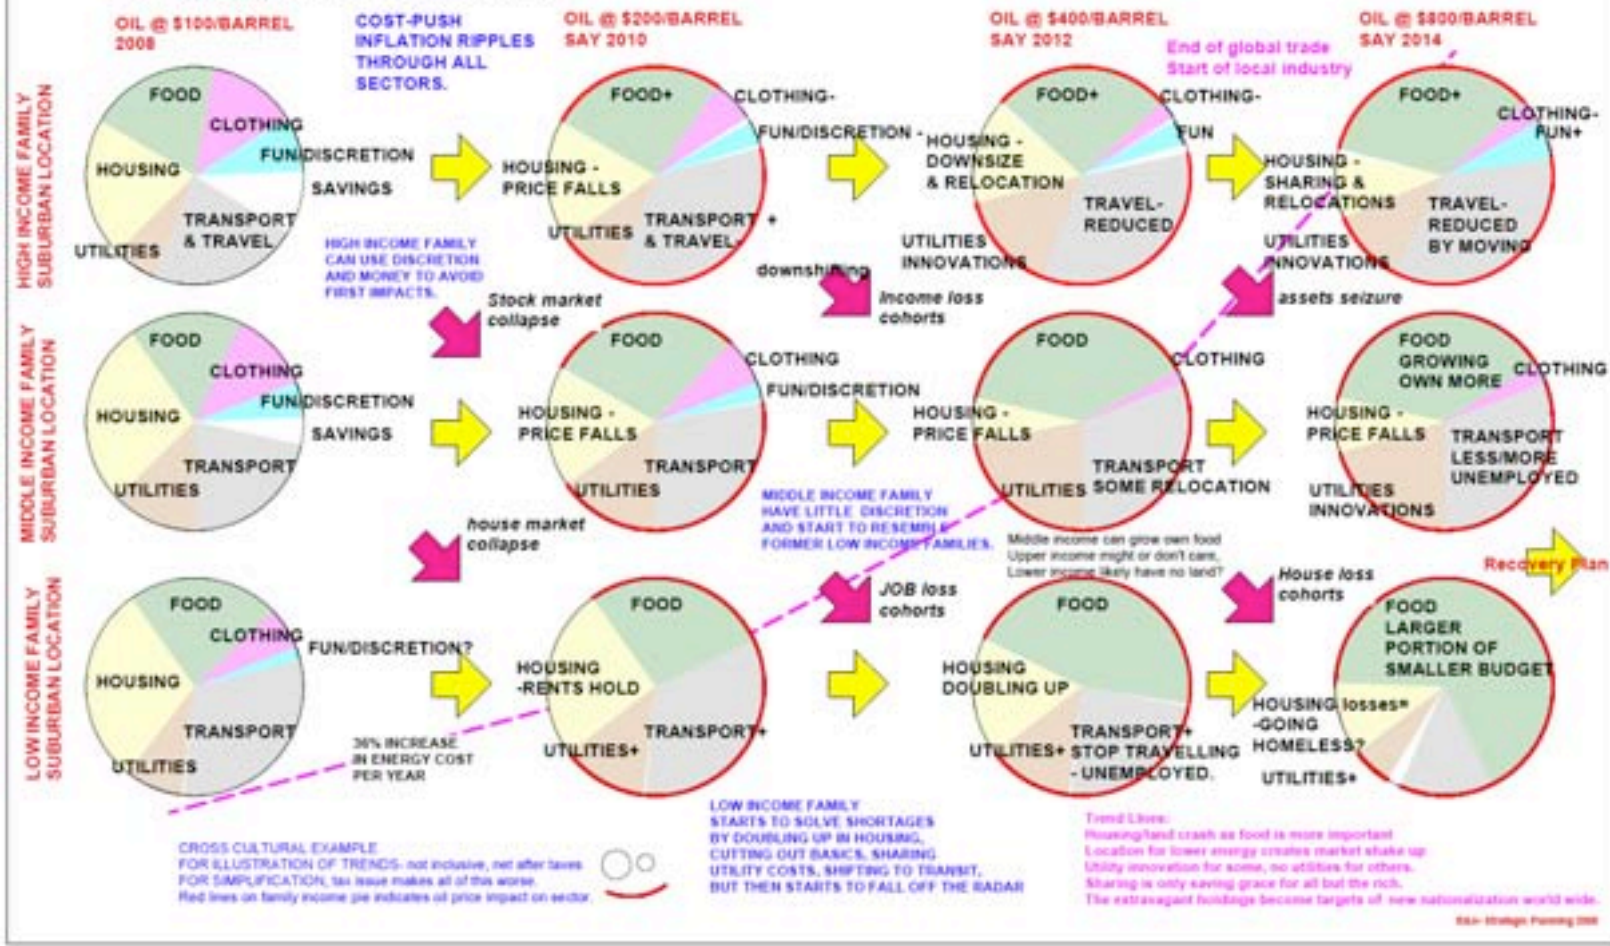 OIL @ $100/BARREL
2008
COST-PUSH
INFLATION RIPPLES
THROUGH ALL
SECTORS.
OIL @ $200/BARREL
SAY 2010
OIL @ $400/BARREL
SAY 2012
End of global trade
Start of local industry
OIL @ $800/BARREL
SAY 2014
HIGH INCOME FAMILY
SUBURBAN LOCATION
FOOD
CLOTHING
FUN/DISCRETION
SAVINGS
TRANSPORT
& TRAVEL
UTILITIES
HOUSING
FOOD+
CLOTHING-
FUN/DISCRETION -
HOUSING -
PRICE FALLS
UTILITIES
TRANSPORT +
& TRAVEL-
FOOD+
CLOTHING-
FUN
HOUSING -
DOWNSIZE
& RELOCATION
TRAVEL-
REDUCED
UTILITIES
INNOVATIONS
FOOD+
CLOTHING-
FUN+
HOUSING -
SHARING &
RELOCATIONS
TRAVEL-
REDUCED
BY MOVING
UTILITIES
INNOVATIONS
HIGH INCOME FAMILY
CAN USE DISCRETION
AND MONEY TO AVOID
FIRST IMPACTS.
Stock market
collapse
downshifting
Income loss
cohorts
assets seizure
MIDDLE INCOME FAMILY
SUBURBAN LOCATION
FOOD
CLOTHING
FUN/DISCRETION
SAVINGS
HOUSING
TRANSPORT
UTILITIES
FOOD
CLOTHING
FUN/DISCRETION
HOUSING -
PRICE FALLS
TRANSPORT
UTILITIES
FOOD
CLOTHING
HOUSING -
PRICE FALLS
TRANSPORT
SOME RELOCATION
UTILITIES
FOOD
GROWING
OWN MORE
CLOTHING
HOUSING -
PRICE FALLS
TRANSPORT
LESS/MORE
UNEMPLOYED
UTILITIES
INNOVATIONS
house market
collapse
MIDDLE INCOME FAMILY
HAVE LITTLE DISCRETION
AND START TO RESEMBLE
FORMER LOW INCOME FAMILIES.
Middle income can grow own food
Upper income might or don't care,
Lower income likely have no land?
JOB loss
cohorts
House loss
cohorts
Recovery Plan
LOW INCOME FAMILY
SUBURBAN LOCATION
FOOD
CLOTHING
FUN/DISCRETION?
HOUSING
TRANSPORT
UTILITIES
FOOD
HOUSING
-RENTS HOLD
TRANSPORT+
UTILITIES+
FOOD
HOUSING
DOUBLING UP
TRANSPORT+
STOP TRAVELLING
- UNEMPLOYED.
UTILITIES+
FOOD
LARGER
PORTION OF
SMALLER BUDGET
HOUSING losses=
-GOING
HOMELESS?
UTILITIES+
36% INCREASE
IN ENERGY COST
PER YEAR
CROSS CULTURAL EXAMPLE
FOR ILLUSTRATION OF TRENDS- not inclusive, net after taxes
FOR SIMPLIFICATION, tax issue makes all of this worse.
Red lines on family income pie indicates oil price impact on sector.
LOW INCOME FAMILY
STARTS TO SOLVE SHORTAGES
BY DOUBLING UP IN HOUSING,
CUTTING OUT BASICS, SHARING
UTILITY COSTS, SHIFTING TO TRANSIT,
BUT THEN STARTS TO FALL OFF THE RADAR
Trend Lines:
Housing/land crash as food is more important
Location for lower energy creates market shake up
Utility innovation for some, no utilities for others.
Sharing is only saving grace for all but the rich.
The extravagant holdings become targets of new nationalization world wide.
Strategic Planning 2008